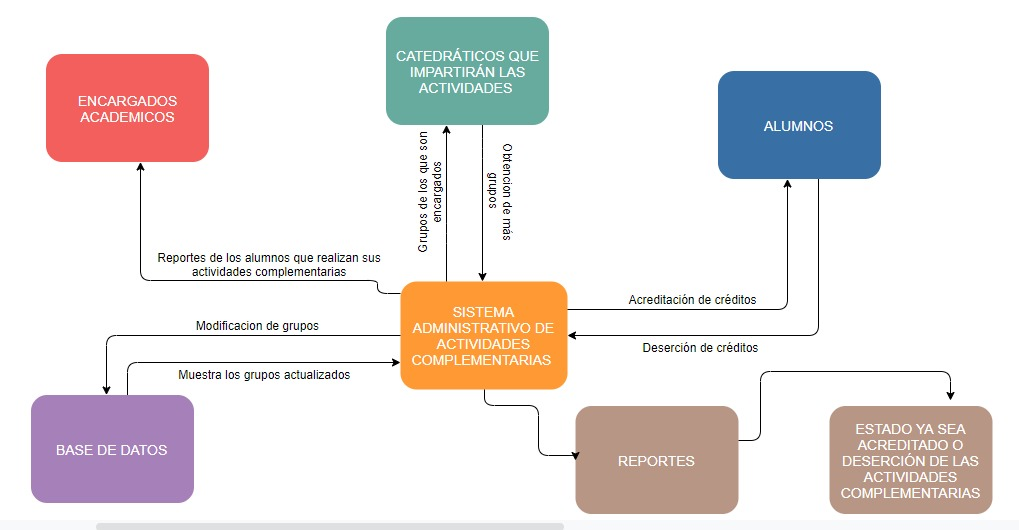 CATEDRÁTICOS QUE
IMPARTIRÁN LAS
ACTIVIDADES
ENCARGADOS
ACADEMICOS
ALUMNOS
Grupos de los que son
encargados
Obtencion de más
grupos
Reportes de los alumnos que realizan sus
actividades complementarias
SISTEMA
ADMINISTRATIVO DE
ACTIVIDADES
COMPLEMENTARIAS
Acreditación de créditos
Deserción de créditos
Modificacion de grupos
Muestra los grupos actualizados
BASE DE DATOS
REPORTES
ESTADO YA SEA
ACREDITADO O
DESERCIÓN DE LAS
ACTIVIDADES
COMPLEMENTARIAS